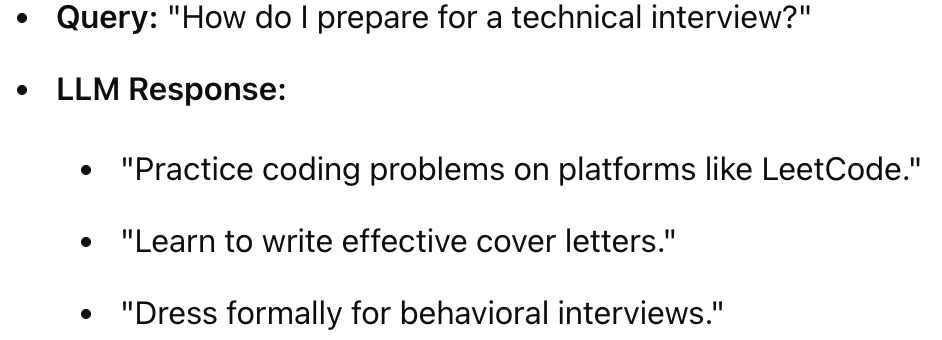 • Query: "How do I prepare for a technical interview?"
• LLM Response:
• "Practice coding problems on platforms like LeetCode."
• "Learn to write effective cover letters."
• "Dress formally for behavioral interviews."